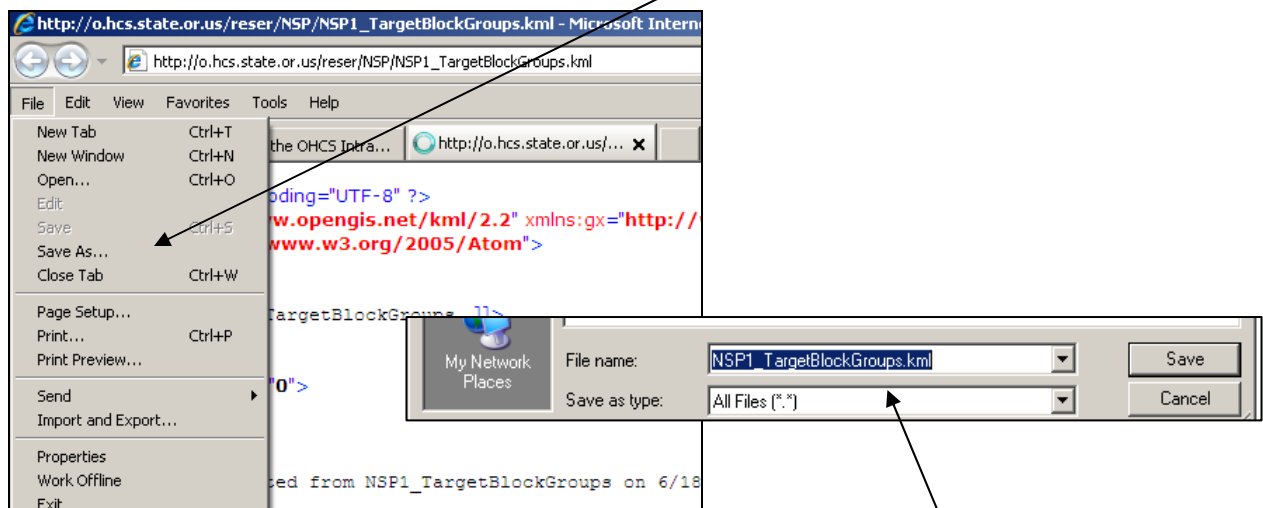 http://o.hcs.state.or.us/reser/NSP/NSP1_TargetBlockGroups.kml - Microsoft Intern
http://o.hcs.state.or.us/reser/NSP/NSP1_TargetBlockGroups.kml
File Edit View Favorites Tools Help
the OHCS Intra... http://o.hcs.state.or.us/...
New Tab Ctrl+T
New Window Ctrl+N
Open... Ctrl+O
Edit
Save Ctrl+S
Save As...
Close Tab Ctrl+W
Page Setup...
Print... Ctrl+P
Print Preview...
Send
Import and Export...
Properties
Work Offline
Exit
oding="UTF-8" ?>
w.opengis.net/kml/2.2" xmlns:gx="http://
www.w3.org/2005/Atom">
TargetBlockGroups ]]>
"0">
ted from NSP1_TargetBlockGroups on 6/18
My Network Places
File name: NSP1_TargetBlockGroups.kml Save
Save as type: All Files (*.*) Cancel